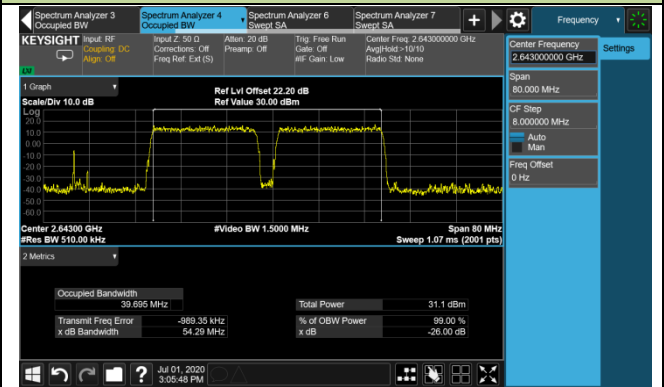 Spectrum Analyzer 3
Occupied BW
Spectrum Analyzer 4
Occupied BW
Spectrum Analyzer 6
Swept SA
Spectrum Analyzer 7
Swept SA
+
Frequency
KEYSIGHT
Input: RF
Coupling: DC
Align: Off
Input Z: 50 Ω
Corrections: Off
Freq Ref: Ext (S)
Atten: 20 dB
Preamp: Off
Trig: Free Run
Gate: Off
#IF Gain: Low
Center Freq: 2.643000000 GHz
Avg|Hold:>10/10
Radio Std: None
Center Frequency
2.643000000 GHz
Settings
Span
80.000 MHz
CF Step
8.000000 MHz
Auto
Man
Freq Offset
0 Hz
1 Graph
Scale/Div 10.0 dB
Ref Lvl Offset 22.20 dB
Ref Value 30.00 dBm
Log
20.0
10.0
0.00
-10.0
-20.0
-30.0
-40.0
-50.0
-60.0
Center 2.64300 GHz
#Res BW 510.00 kHz
#Video BW 1.5000 MHz
Span 80 MHz
Sweep 1.07 ms (2001 pts)
2 Metrics
Occupied Bandwidth
39.695 MHz
Total Power 31.1 dBm
Transmit Freq Error -989.35 kHz
% of OBW Power 99.00 %
x dB Bandwidth 54.29 MHz
x dB -26.00 dB
?
Jul 01, 2020
3:05:48 PM